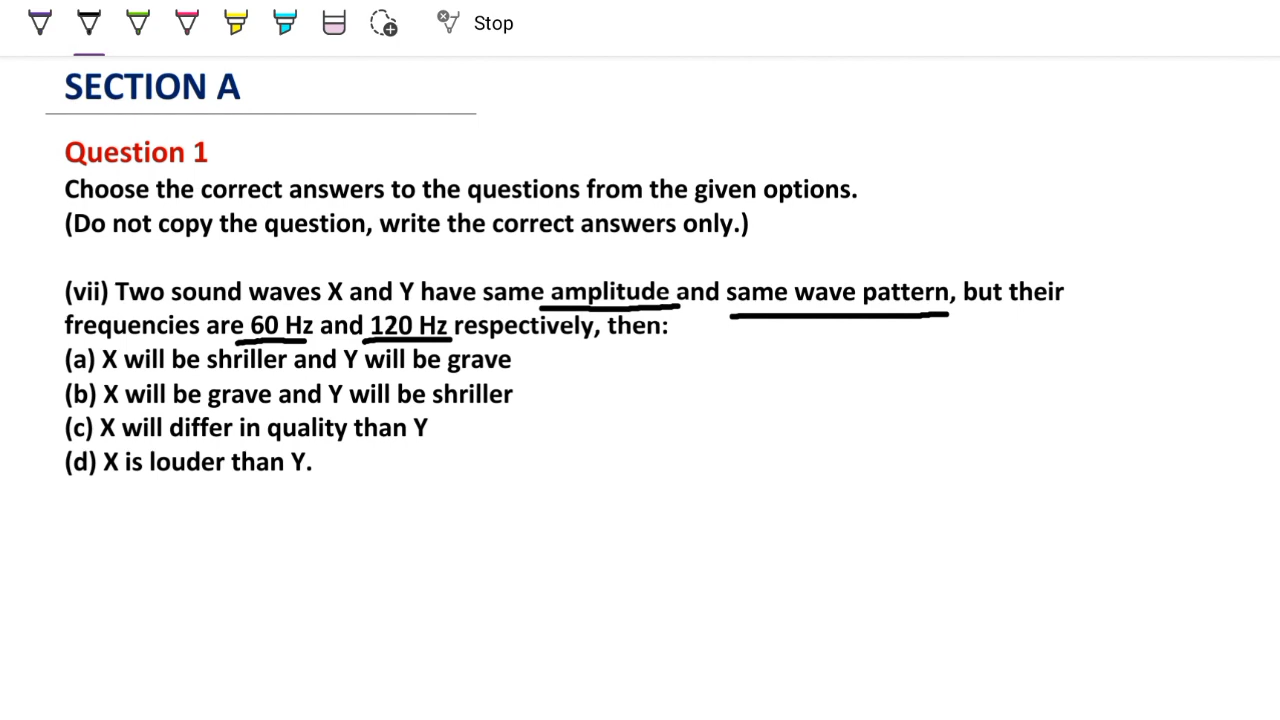 Stop
SECTION A
Question 1
Choose the correct answers to the questions from the given options.
(Do not copy the question, write the correct answers only.)
(vii) Two sound waves X and Y have same amplitude and same wave pattern, but their
frequencies are 60 Hz and 120 Hz respectively, then:
(a) X will be shriller and Y will be grave
(b) X will be grave and Y will be shriller
(c) X will differ in quality than Y
(d) X is louder than Y.